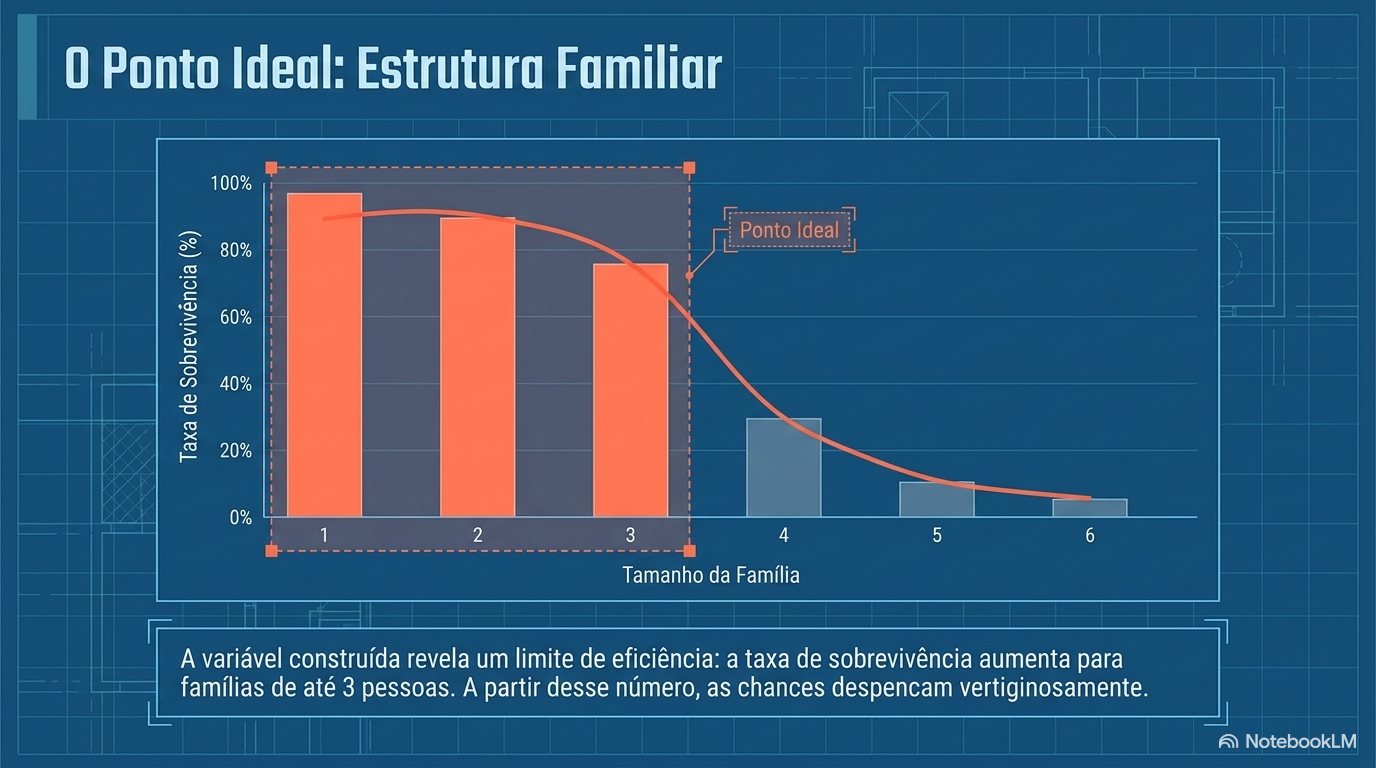 O Ponto Ideal: Estrutura Familiar
Taxa de Sobrevivência (%)
100%
80%
60%
40%
20%
0%
Ponto Ideal
1 2 3 4 5 6
Tamanho da Família
A variável construída revela um limite de eficiência: a taxa de sobrevivência aumenta para
famílias de até 3 pessoas. A partir desse número, as chances despencam vertiginosamente.
NotebookLM